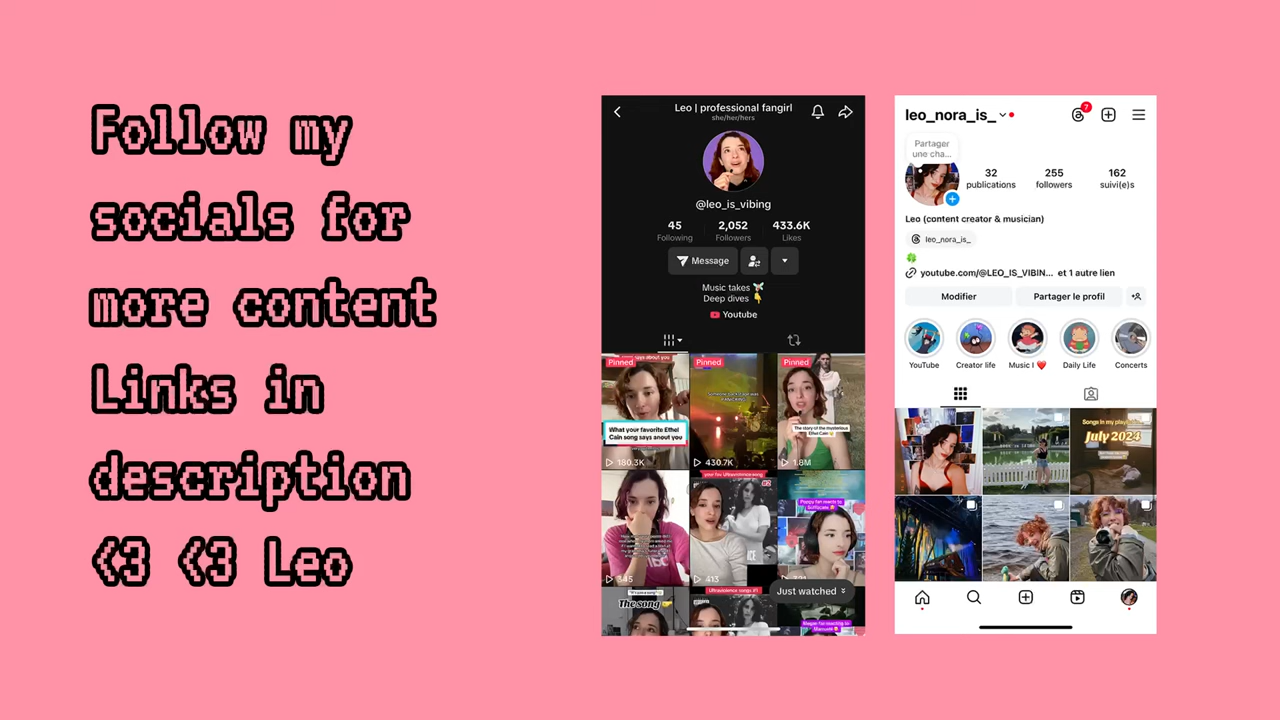 Follow my
socials for
more content
Links in
description
<3 <3 Leo
Leo | professional fangirl
she/her/hers
@leo_is_vibing
45
2,052
433.6K
Following
Followers
Likes
Message
Music takes
Deep dives
Youtube
Pinned
Pinned
Pinned
What your favorite Ethel
Cain song says about you
The story of the mysterious
Ethel Cain
180.3K
430.7K
1.8M
#2
345
413
Just watched
The song
leo_nora_is_
7
Partager
une cha...
32
255
162
publications
followers
suivi(e)s
Leo (content creator & musician)
leo_nora_is_
youtube.com/@LEO_IS_VIBIN... et 1 autre lien
Modifier
Partager le profil
YouTube
Creator life
Music I
Daily Life
Concerts
Songs in my
July 2024